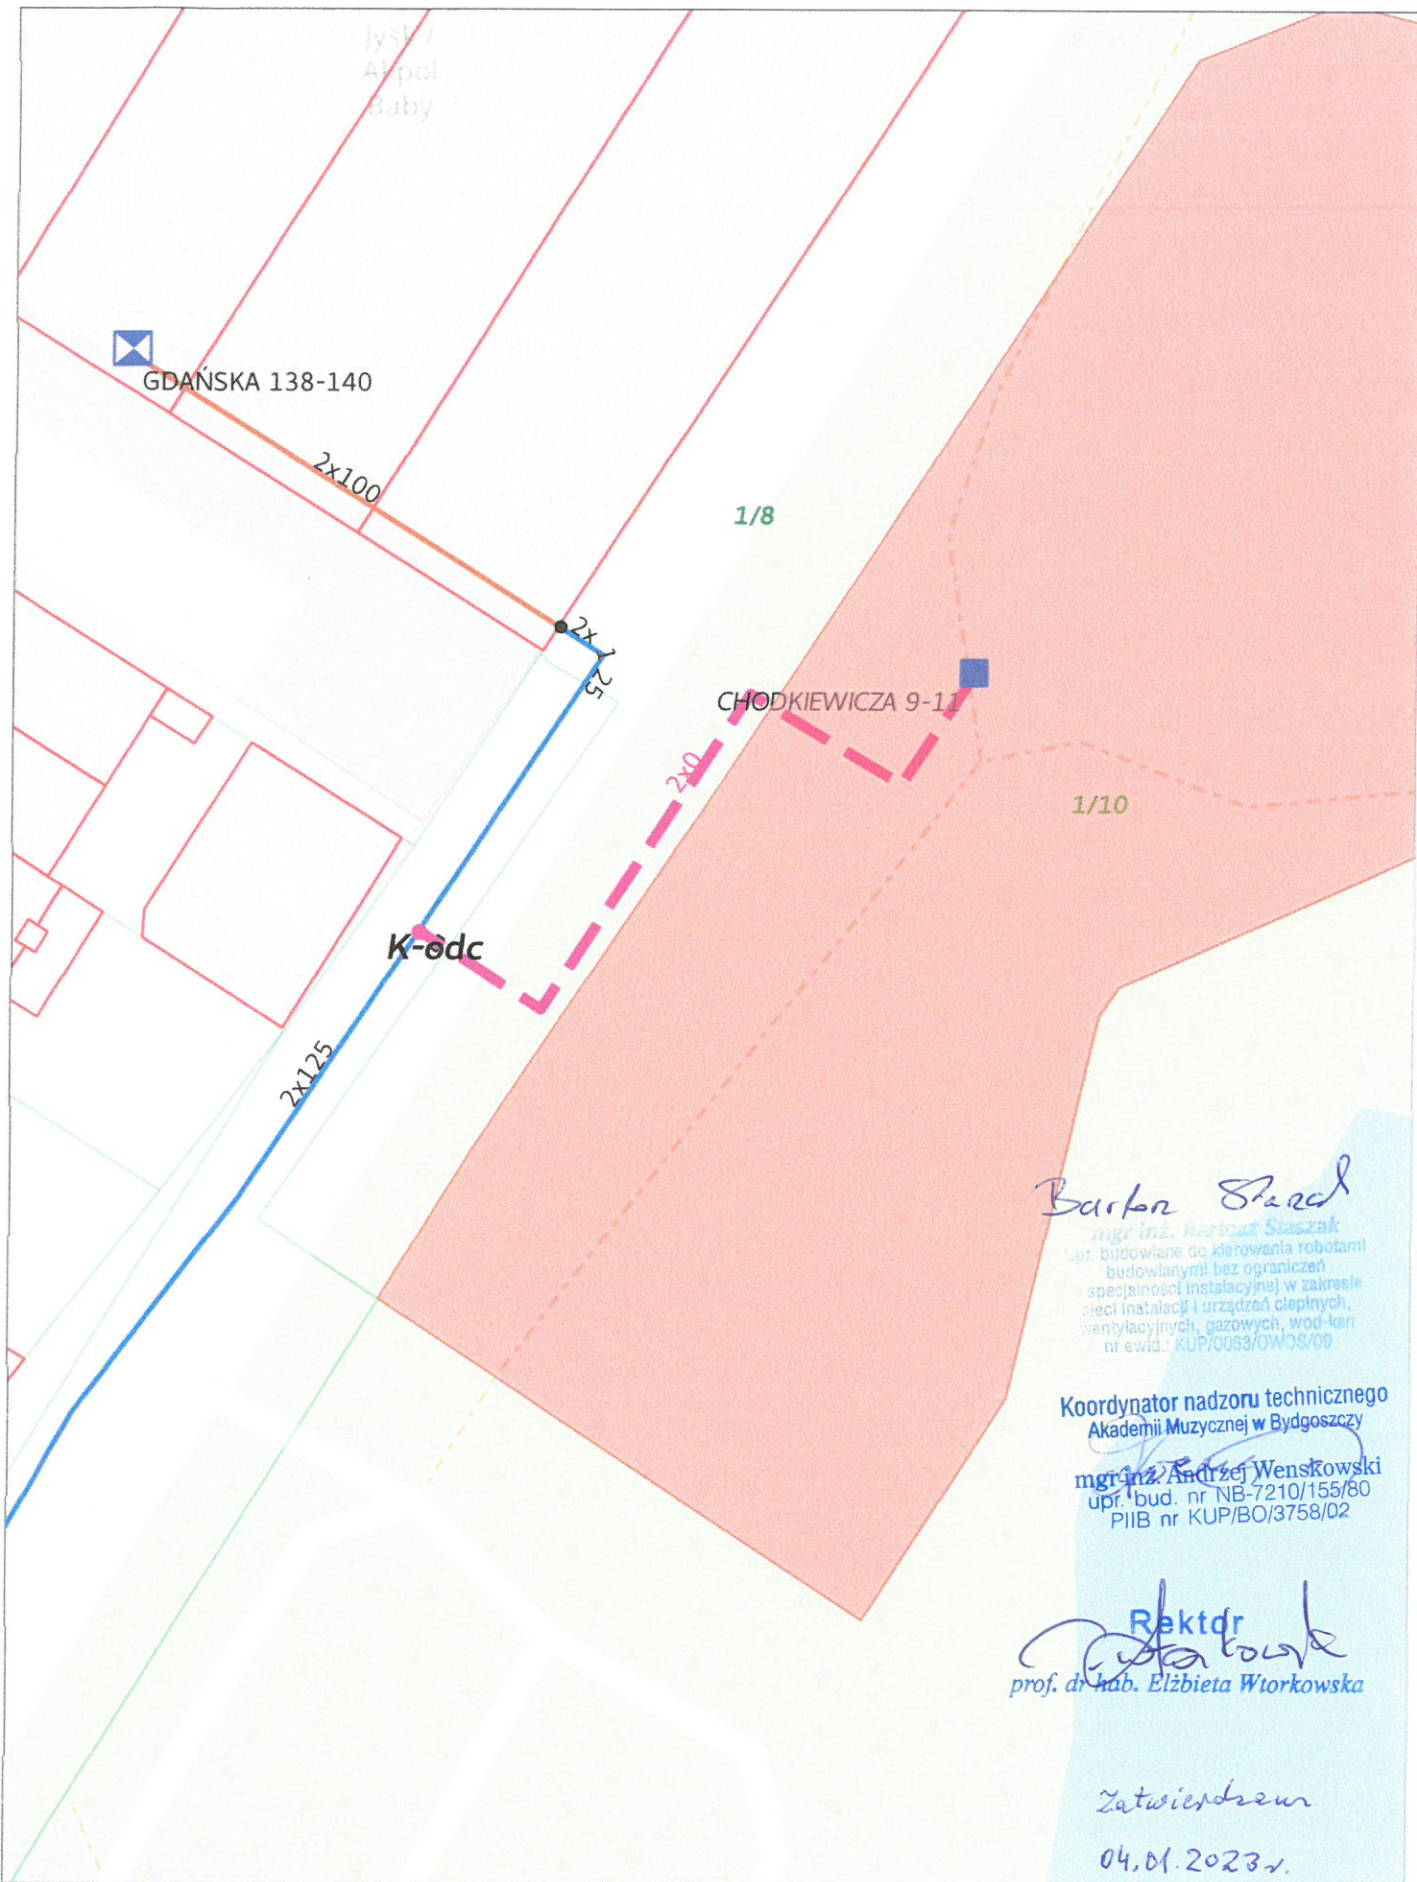 Jysk /
Akpol
Baby
GDAŃSKA 138-140
2x100
1/8
2x125
CHODKIEWICZA 9-11
2x0
1/10
K-odc
2x125
mgr inż. Bartosz Staszak
Upr. budowlane do kierowania robotami
budowlanymi bez ograniczeń
w specjalności instalacyjnej w zakresie
sieci instalacji i urządzeń cieplnych,
wentylacyjnych, gazowych, wod-kan
nr ewid.: KUP/0063/OWOS/09
Koordynator nadzoru technicznego
Akademii Muzycznej w Bydgoszczy
mgr inż. Andrzej Wenskowski
upr. bud. nr NB-7210/155/80
PIIB nr KUP/BO/3758/02
Rektor
prof. dr hab. Elżbieta Wtorkowska
Zatwierdzam
04.01.2023 r.